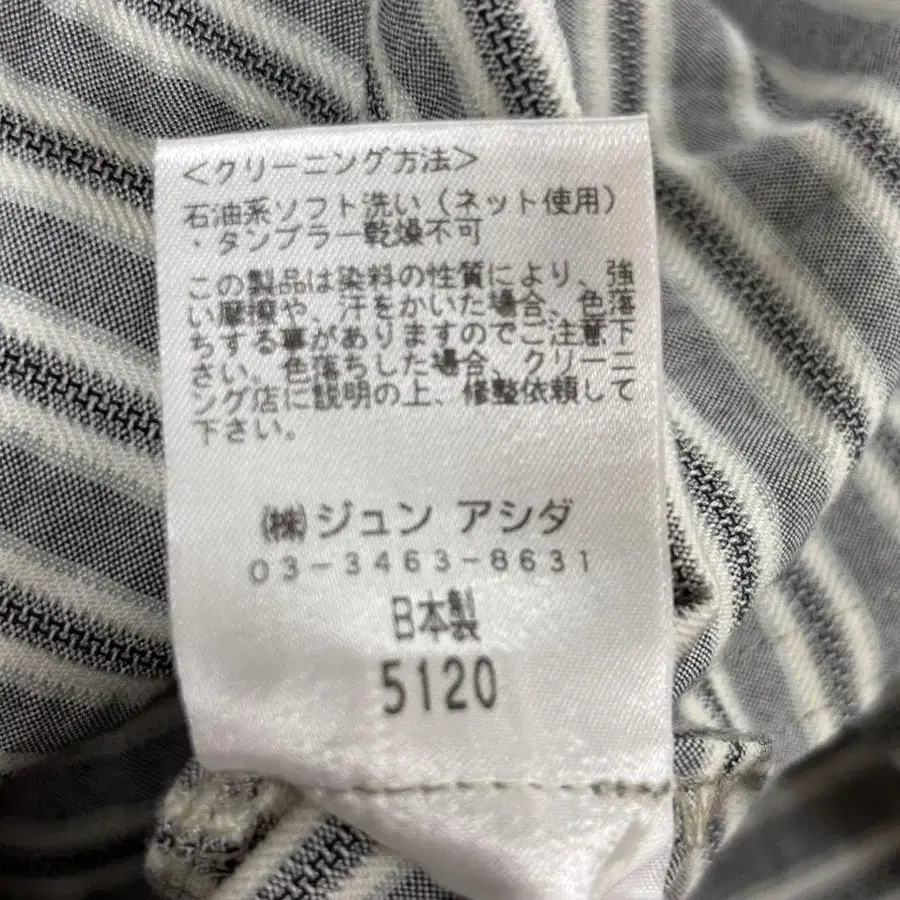 <クリーニング方法>
石油系ソフト洗い（ネット使用）
・タンブラー乾燥不可
この製品は染料の性質により、強
い摩擦や、汗をかいた場合、色落
ちする事がありますのでご注意下
さい。色落ちした場合、クリーニ
ング店に説明の上、修整依頼して
下さい。
㈱ジュン アシダ
03-3463-8631
日本製
5120